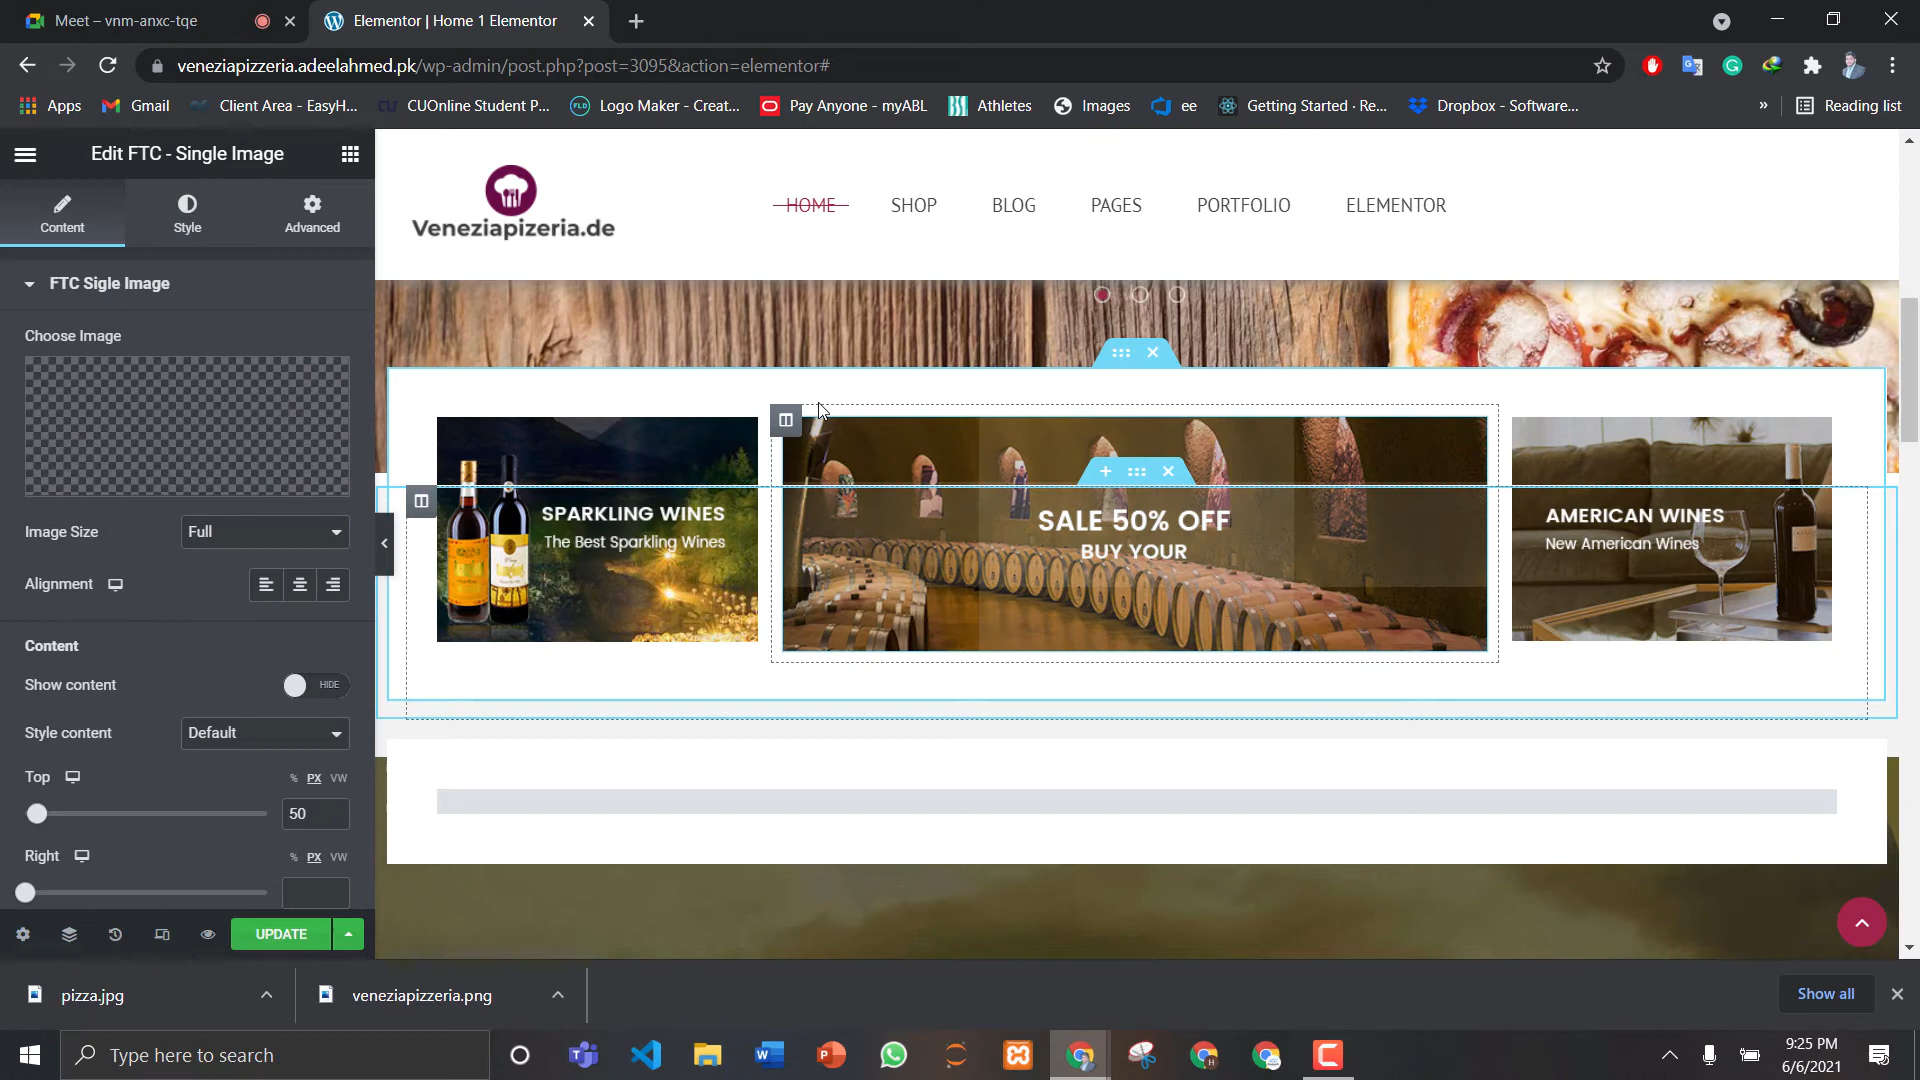 Meet – vnm-anxc-tqe
Elementor | Home 1 Elementor
veneziapizzeria.adeelahmed.pk/wp-admin/post.php?post=3095&action=elementor#
Apps
Gmail
Client Area - EasyH...
CUOnline Student P...
Logo Maker - Creat...
Pay Anyone - myABL
Athletes
Images
ee
Getting Started · Re...
Dropbox - Software...
»
Reading list
Edit FTC - Single Image
Content
Style
Advanced
FTC Sigle Image
Choose Image
Image Size
Full
Alignment
Content
Show content
HIDE
Style content
Default
Top
% PX VW
50
Right
% PX VW
UPDATE
Veneziapizeria.de
HOME
SHOP
BLOG
PAGES
PORTFOLIO
ELEMENTOR
SPARKLING WINES
The Best Sparkling Wines
SALE 50% OFF
BUY YOUR
AMERICAN WINES
New American Wines
pizza.jpg
veneziapizzeria.png
Show all
Type here to search
9:25 PM
6/6/2021